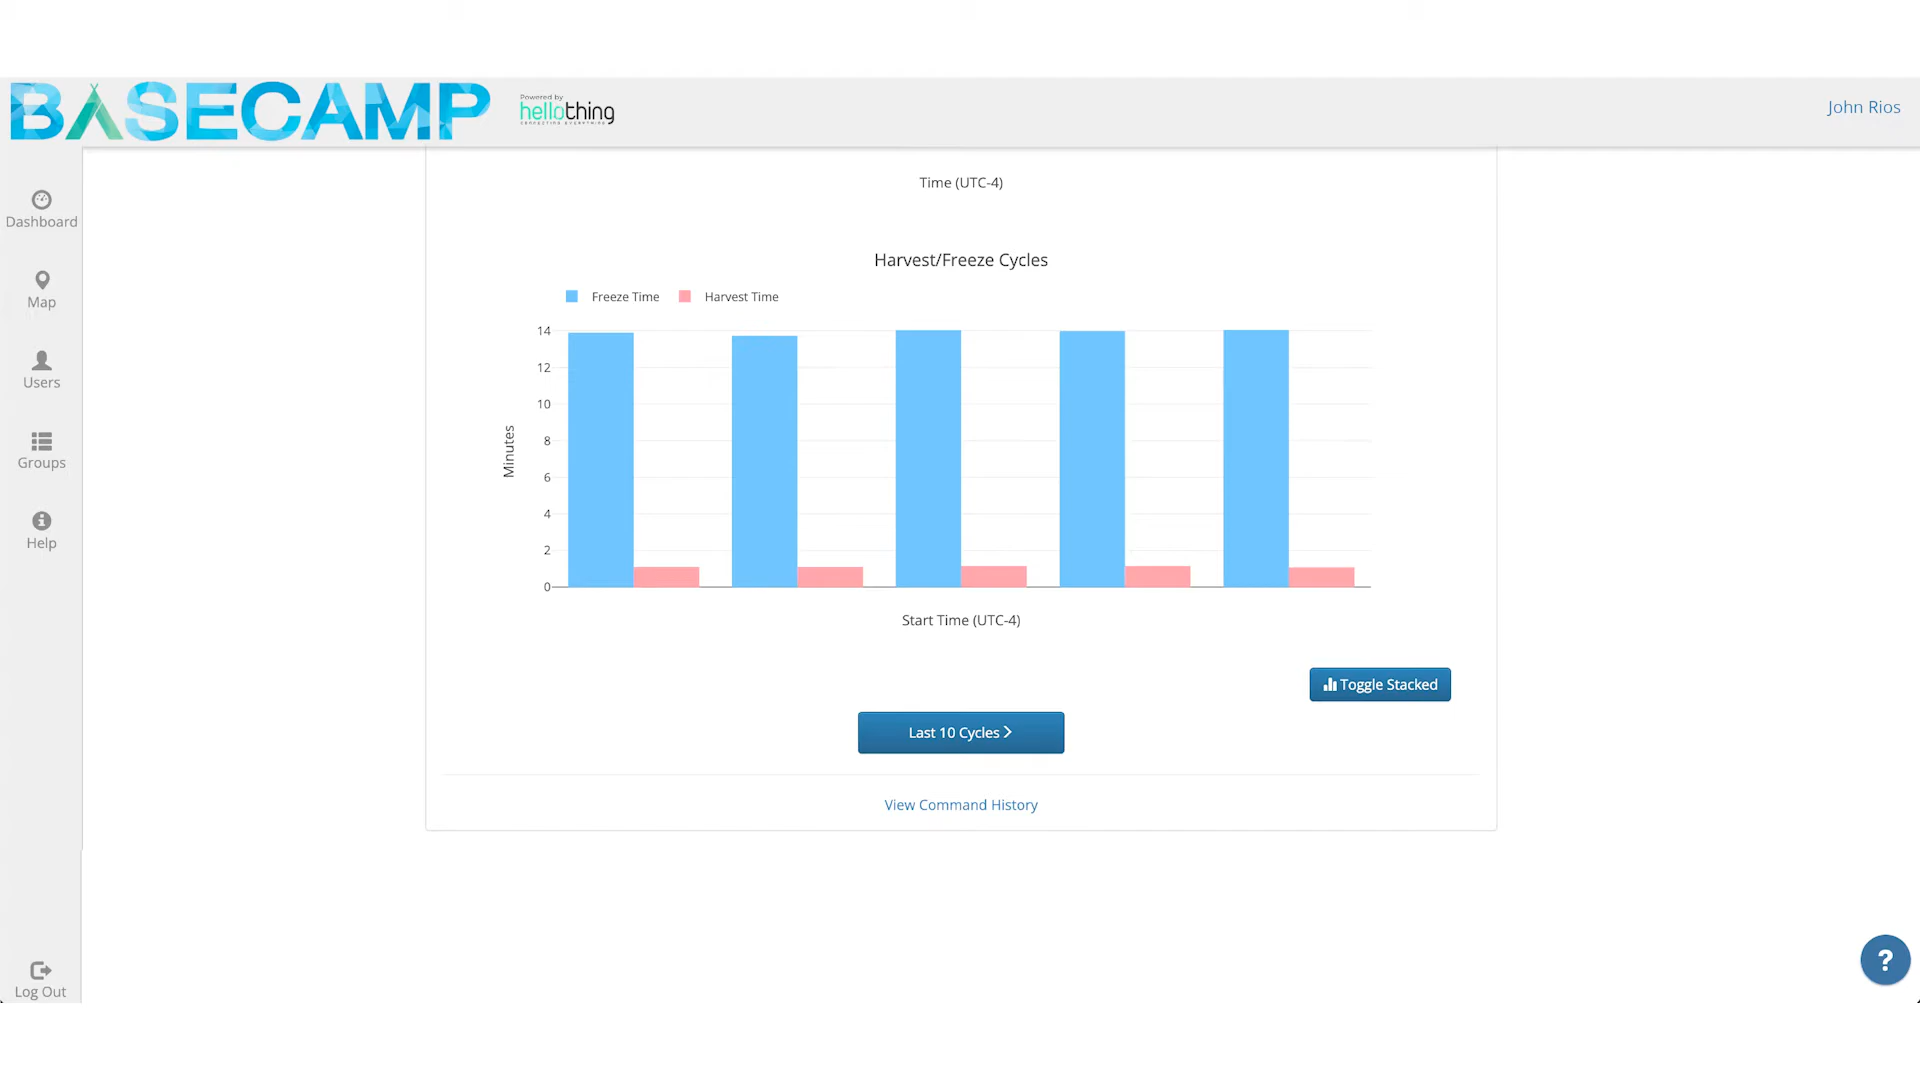 BASECAMP
Powered by
hellothing
CONNECTING EVERYTHING
John Rios
Dashboard
Map
Users
Groups
Help
Log Out
Time (UTC-4)
Harvest/Freeze Cycles
Freeze Time
Harvest Time
Minutes
14
12
10
8
6
4
2
0
Start Time (UTC-4)
Toggle Stacked
Last 10 Cycles
View Command History
?